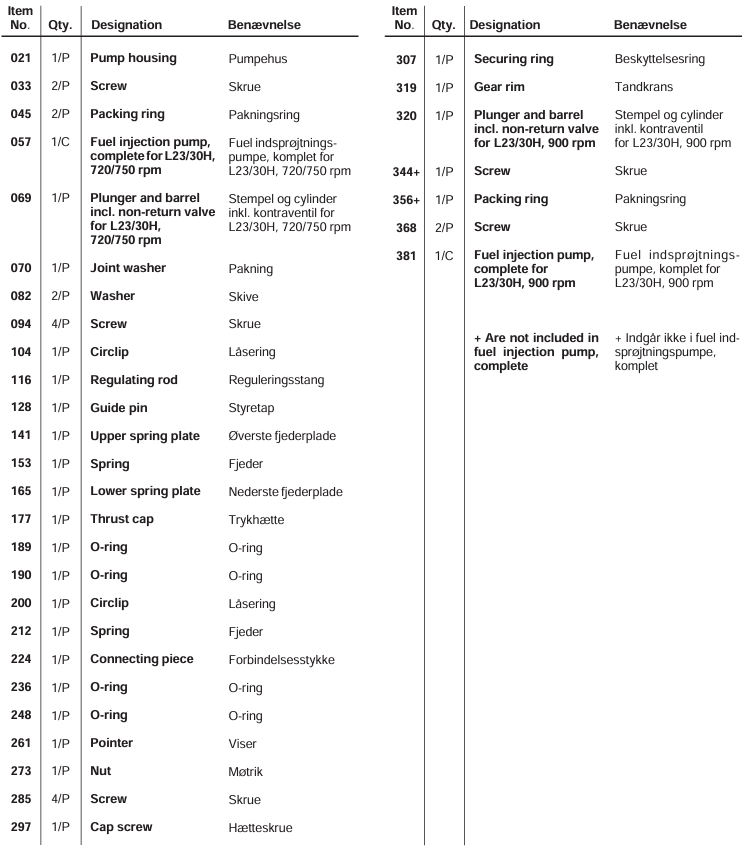 Item
No. Qty. Designation Benævnelse
021 1/P Pump housing Pumpehus
033 2/P Screw Skrue
045 2/P Packing ring Pakningsring
057 1/C Fuel injection pump, Fuel indsprøjtnings-
complete for L23/30H, pumpe, komplet for
720/750 rpm L23/30H, 720/750 rpm
069 1/P Plunger and barrel Stempel og cylinder
incl. non-return valve inkl. kontraventil for
for L23/30H, L23/30H, 720/750 rpm
720/750 rpm
070 1/P Joint washer Pakning
082 2/P Washer Skive
094 4/P Screw Skrue
104 1/P Circlip Låsering
116 1/P Regulating rod Reguleringsstang
128 1/P Guide pin Styretap
141 1/P Upper spring plate Øverste fjederplade
153 1/P Spring Fjeder
165 1/P Lower spring plate Nederste fjederplade
177 1/P Thrust cap Trykhætte
189 1/P O-ring O-ring
190 1/P O-ring O-ring
200 1/P Circlip Låsering
212 1/P Spring Fjeder
224 1/P Connecting piece Forbindelsesstykke
236 1/P O-ring O-ring
248 1/P O-ring O-ring
261 1/P Pointer Viser
273 1/P Nut Møtrik
285 4/P Screw Skrue
297 1/P Cap screw Hætteskrue
Item
No. Qty. Designation Benævnelse
307 1/P Securing ring Beskyttelsesring
319 1/P Gear rim Tandkrans
320 1/P Plunger and barrel Stempel og cylinder
incl. non-return valve inkl. kontraventil
for L23/30H, 900 rpm for L23/30H, 900 rpm
344+ 1/P Screw Skrue
356+ 1/P Packing ring Pakningsring
368 2/P Screw Skrue
381 1/C Fuel injection pump, Fuel indsprøjtnings-
complete for pumpe, komplet for
L23/30H, 900 rpm L23/30H, 900 rpm
+ Are not included in + Indgår ikke i fuel ind-
fuel injection pump, sprøjtningspumpe,
complete komplet